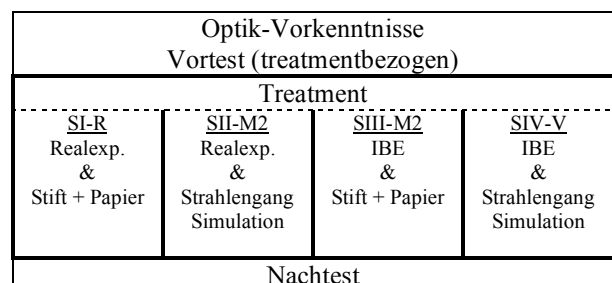 Optik-Vorkenntnisse
Vortest (treatmentbezogen)
Treatment
SI-R
Realexp.
&
Stift + Papier
SII-M2
Realexp.
&
Strahlengang
Simulation
SIII-M2
IBE
&
Stift + Papier
SIV-V
IBE
&
Strahlengang
Simulation
Nachtest